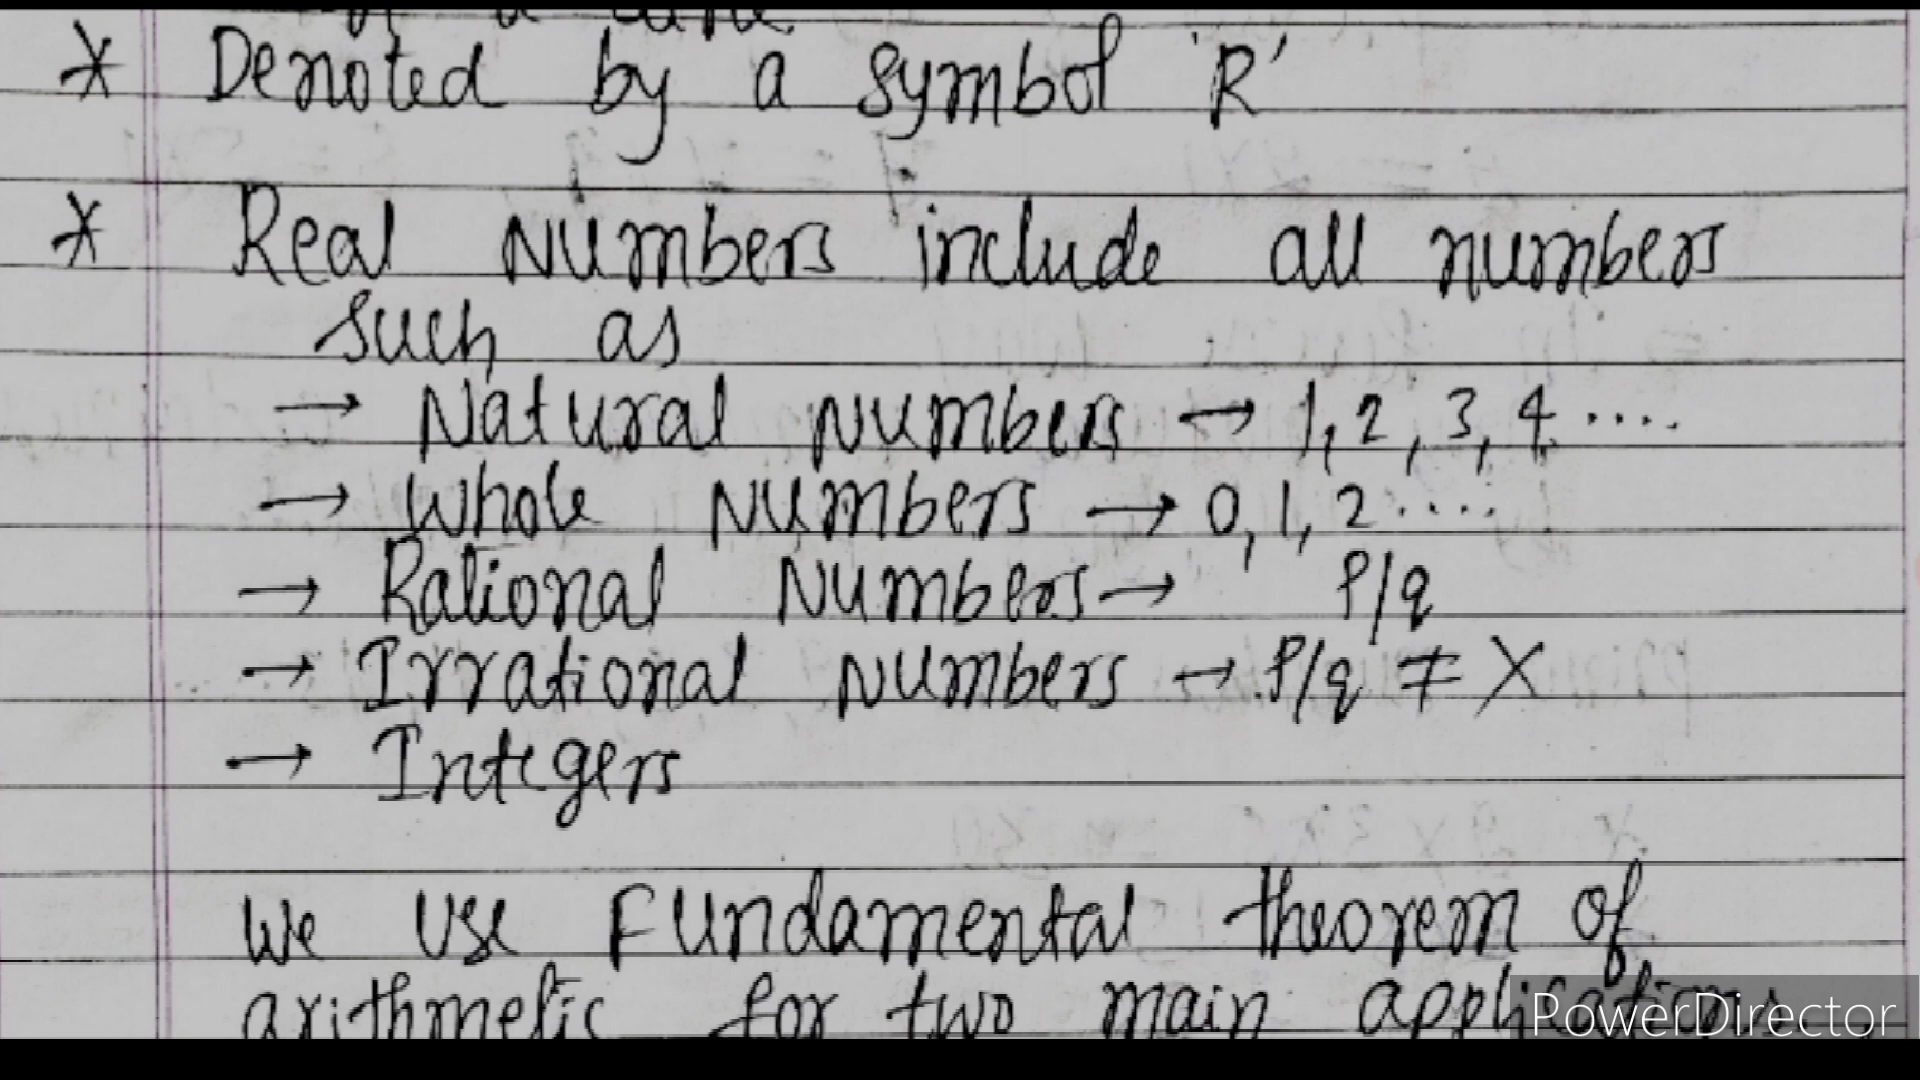 * Denoted by a symbol 'R'
* Real Numbers include all numbers
such as
→ Natural Numbers → 1, 2, 3, 4, ....
→ Whole Numbers → 0, 1, 2 ....
→ Rational Numbers → P/q
→ Irrational Numbers → P/q ≠ X
→ Integers
We use Fundamental theorem of
arithmetic for two main applications
PowerDirector